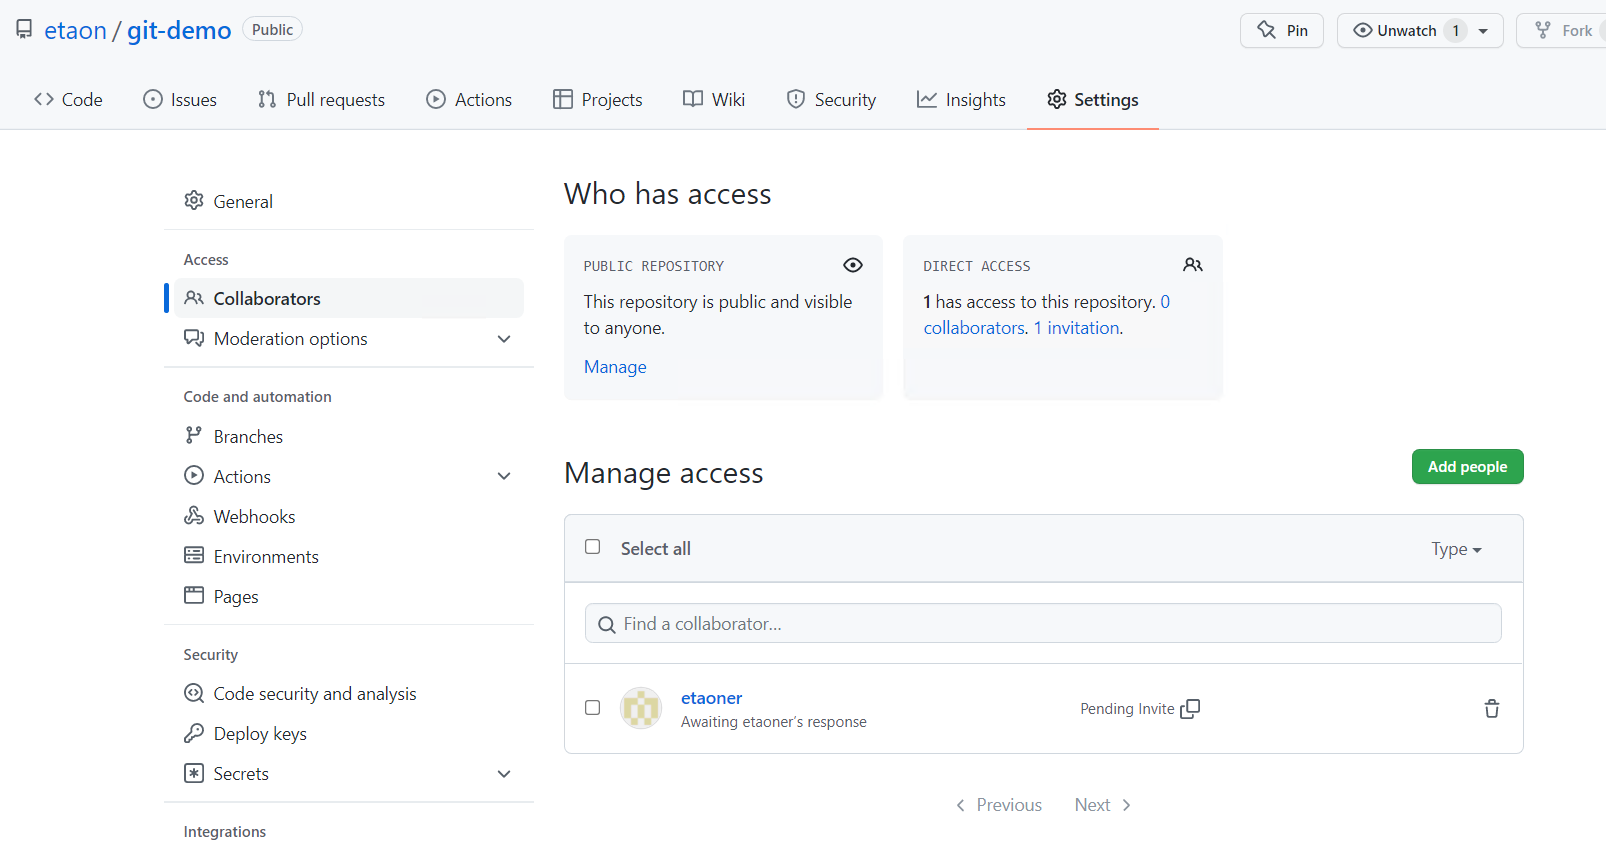 etaon / git-demo Public
Pin
Unwatch 1
Fork
Code
Issues
Pull requests
Actions
Projects
Wiki
Security
Insights
Settings
General
Access
Collaborators
Moderation options
Code and automation
Branches
Actions
Webhooks
Environments
Pages
Security
Code security and analysis
Deploy keys
Secrets
Integrations
Who has access
PUBLIC REPOSITORY
This repository is public and visible
to anyone.
Manage
DIRECT ACCESS
1 has access to this repository. 0
collaborators. 1 invitation.
Manage access
Add people
Select all
Type
Find a collaborator...
etaoner
Awaiting etaoner's response
Pending Invite
Previous
Next